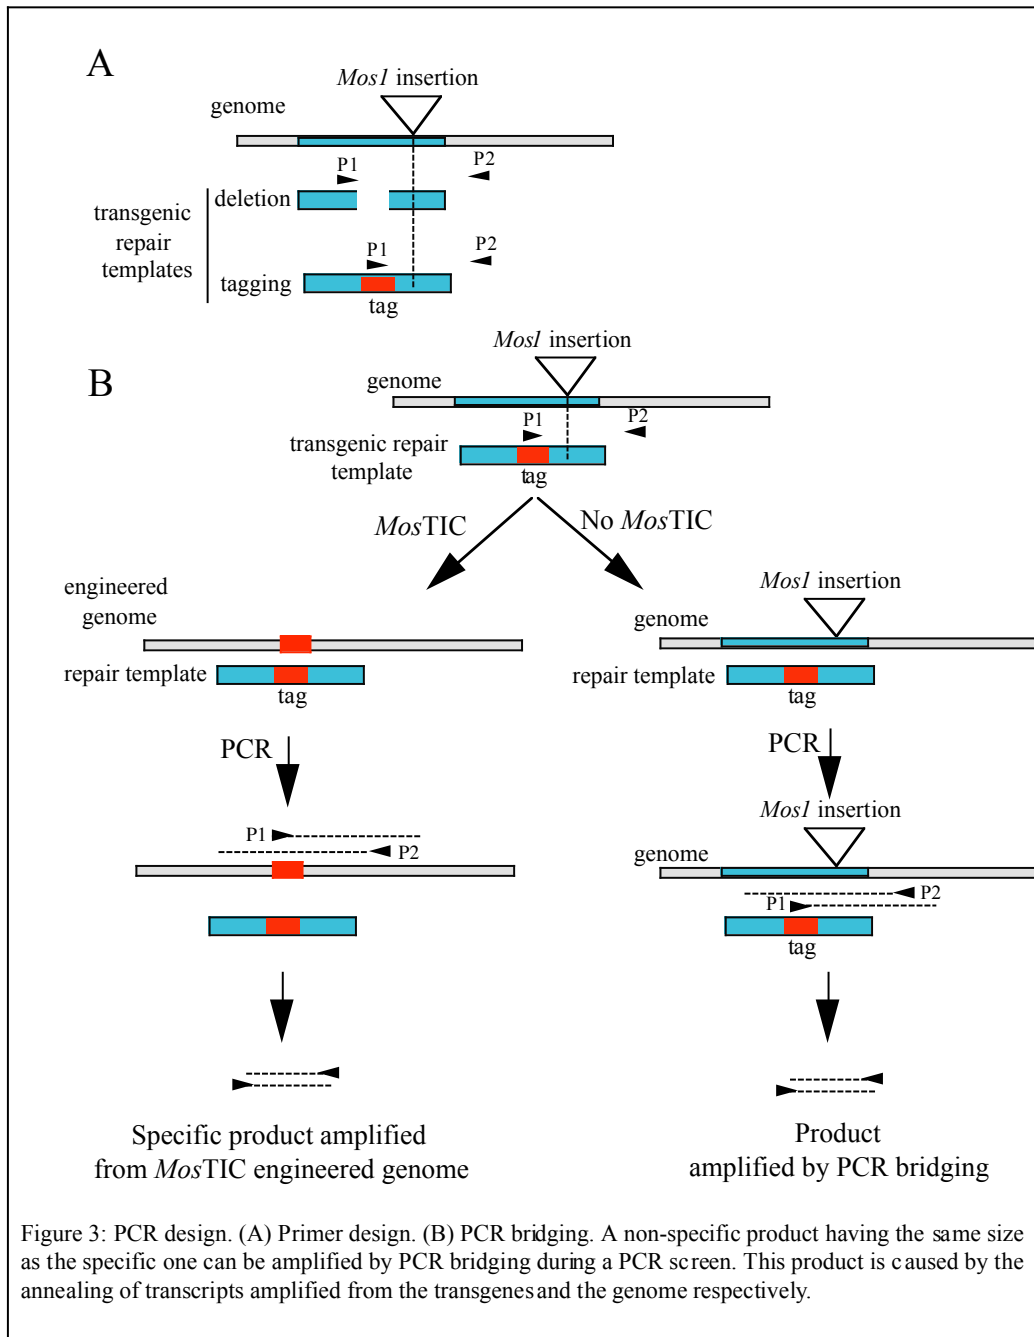 A
Mos1 insertion
genome
P1
P2
deletion
transgenic
repair
templates
P1
P2
tagging
tag
B
Mos1 insertion
genome
P1
P2
transgenic repair
template
tag
MosTIC
No MosTIC
engineered
genome
repair template
tag
Mos1 insertion
genome
repair template
tag
PCR
PCR
P1
P2
Mos1 insertion
genome
P2
P1
tag
Specific product amplified
from MosTIC engineered genome
Product
amplified by PCR bridging
Figure 3: PCR design. (A) Primer design. (B) PCR bridging. A non-specific product having the same size
as the specific one can be amplified by PCR bridging during a PCR screen. This product is caused by the
annealing of transcripts amplified from the transgenes and the genome respectively.